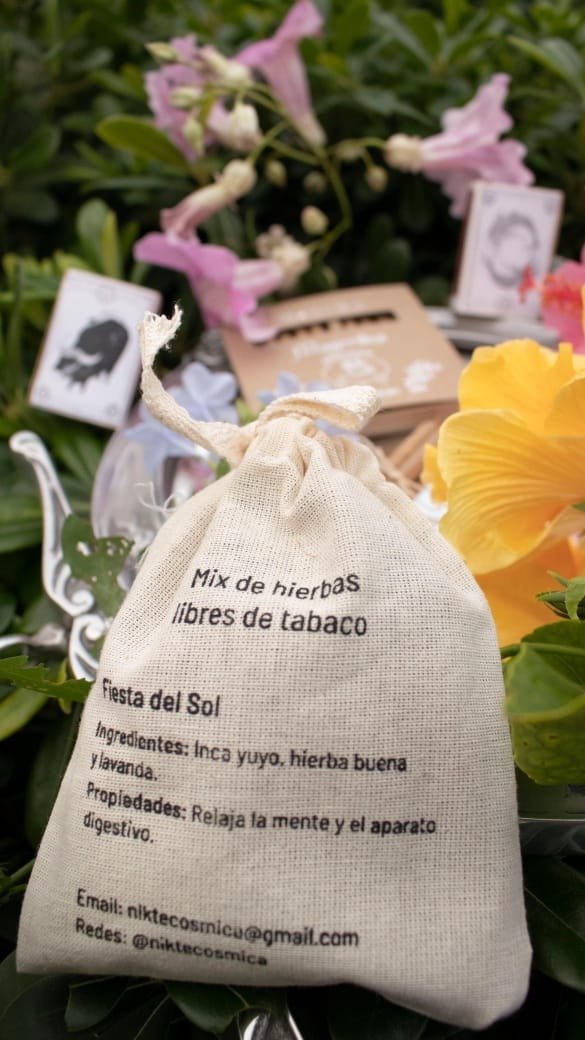 Mix de hierbas
libres de tabaco
Fiesta del Sol
Ingredientes: Inca yuyo, hierba buena
y lavanda.
Propiedades: Relaja la mente y el aparato
digestivo.
Email: niktecosmica@gmail.com
Redes: @niktecosmica